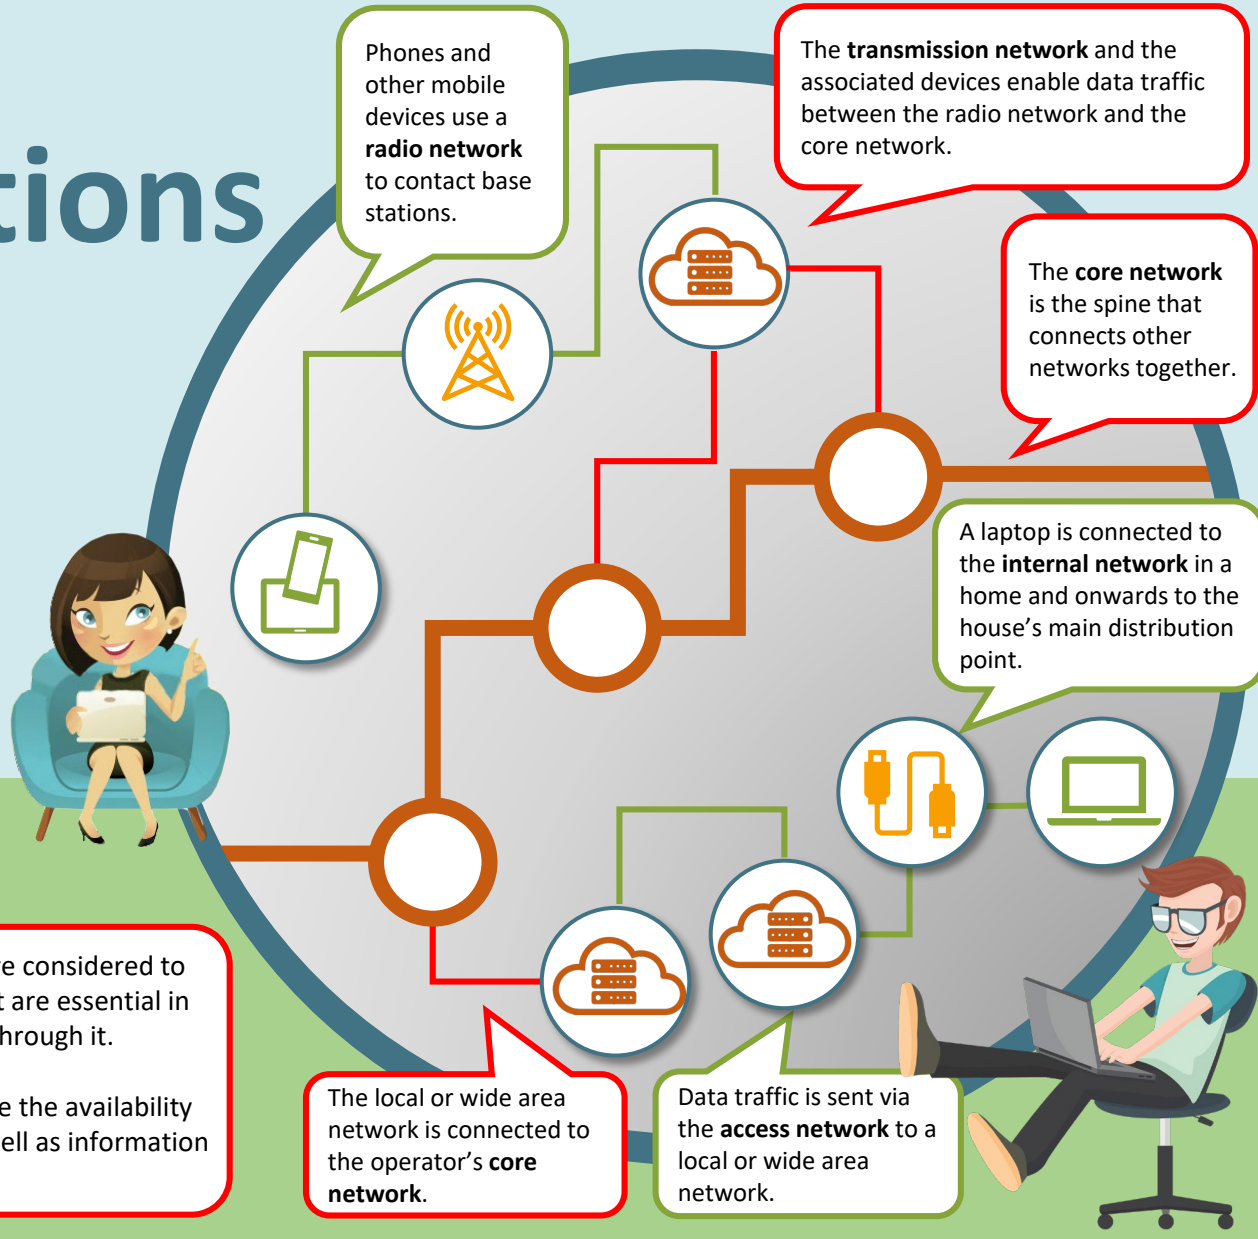 tions
Phones and
other mobile
devices use a
radio network
to contact base
stations.
The transmission network and the
associated devices enable data traffic
between the radio network and the
core network.
The core network
is the spine that
connects other
networks together.
A laptop is connected to
the internal network in a
home and onwards to the
house’s main distribution
point.
re considered to
t are essential in
hrough it.
e the availability
ell as information
The local or wide area
network is connected to
the operator’s core
network.
Data traffic is sent via
the access network to a
local or wide area
network.